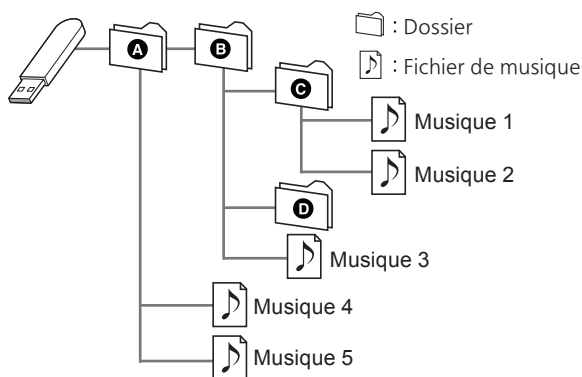 A
B
: Dossier
: Fichier de musique
C
Musique 1
Musique 2
D
Musique 3
Musique 4
Musique 5